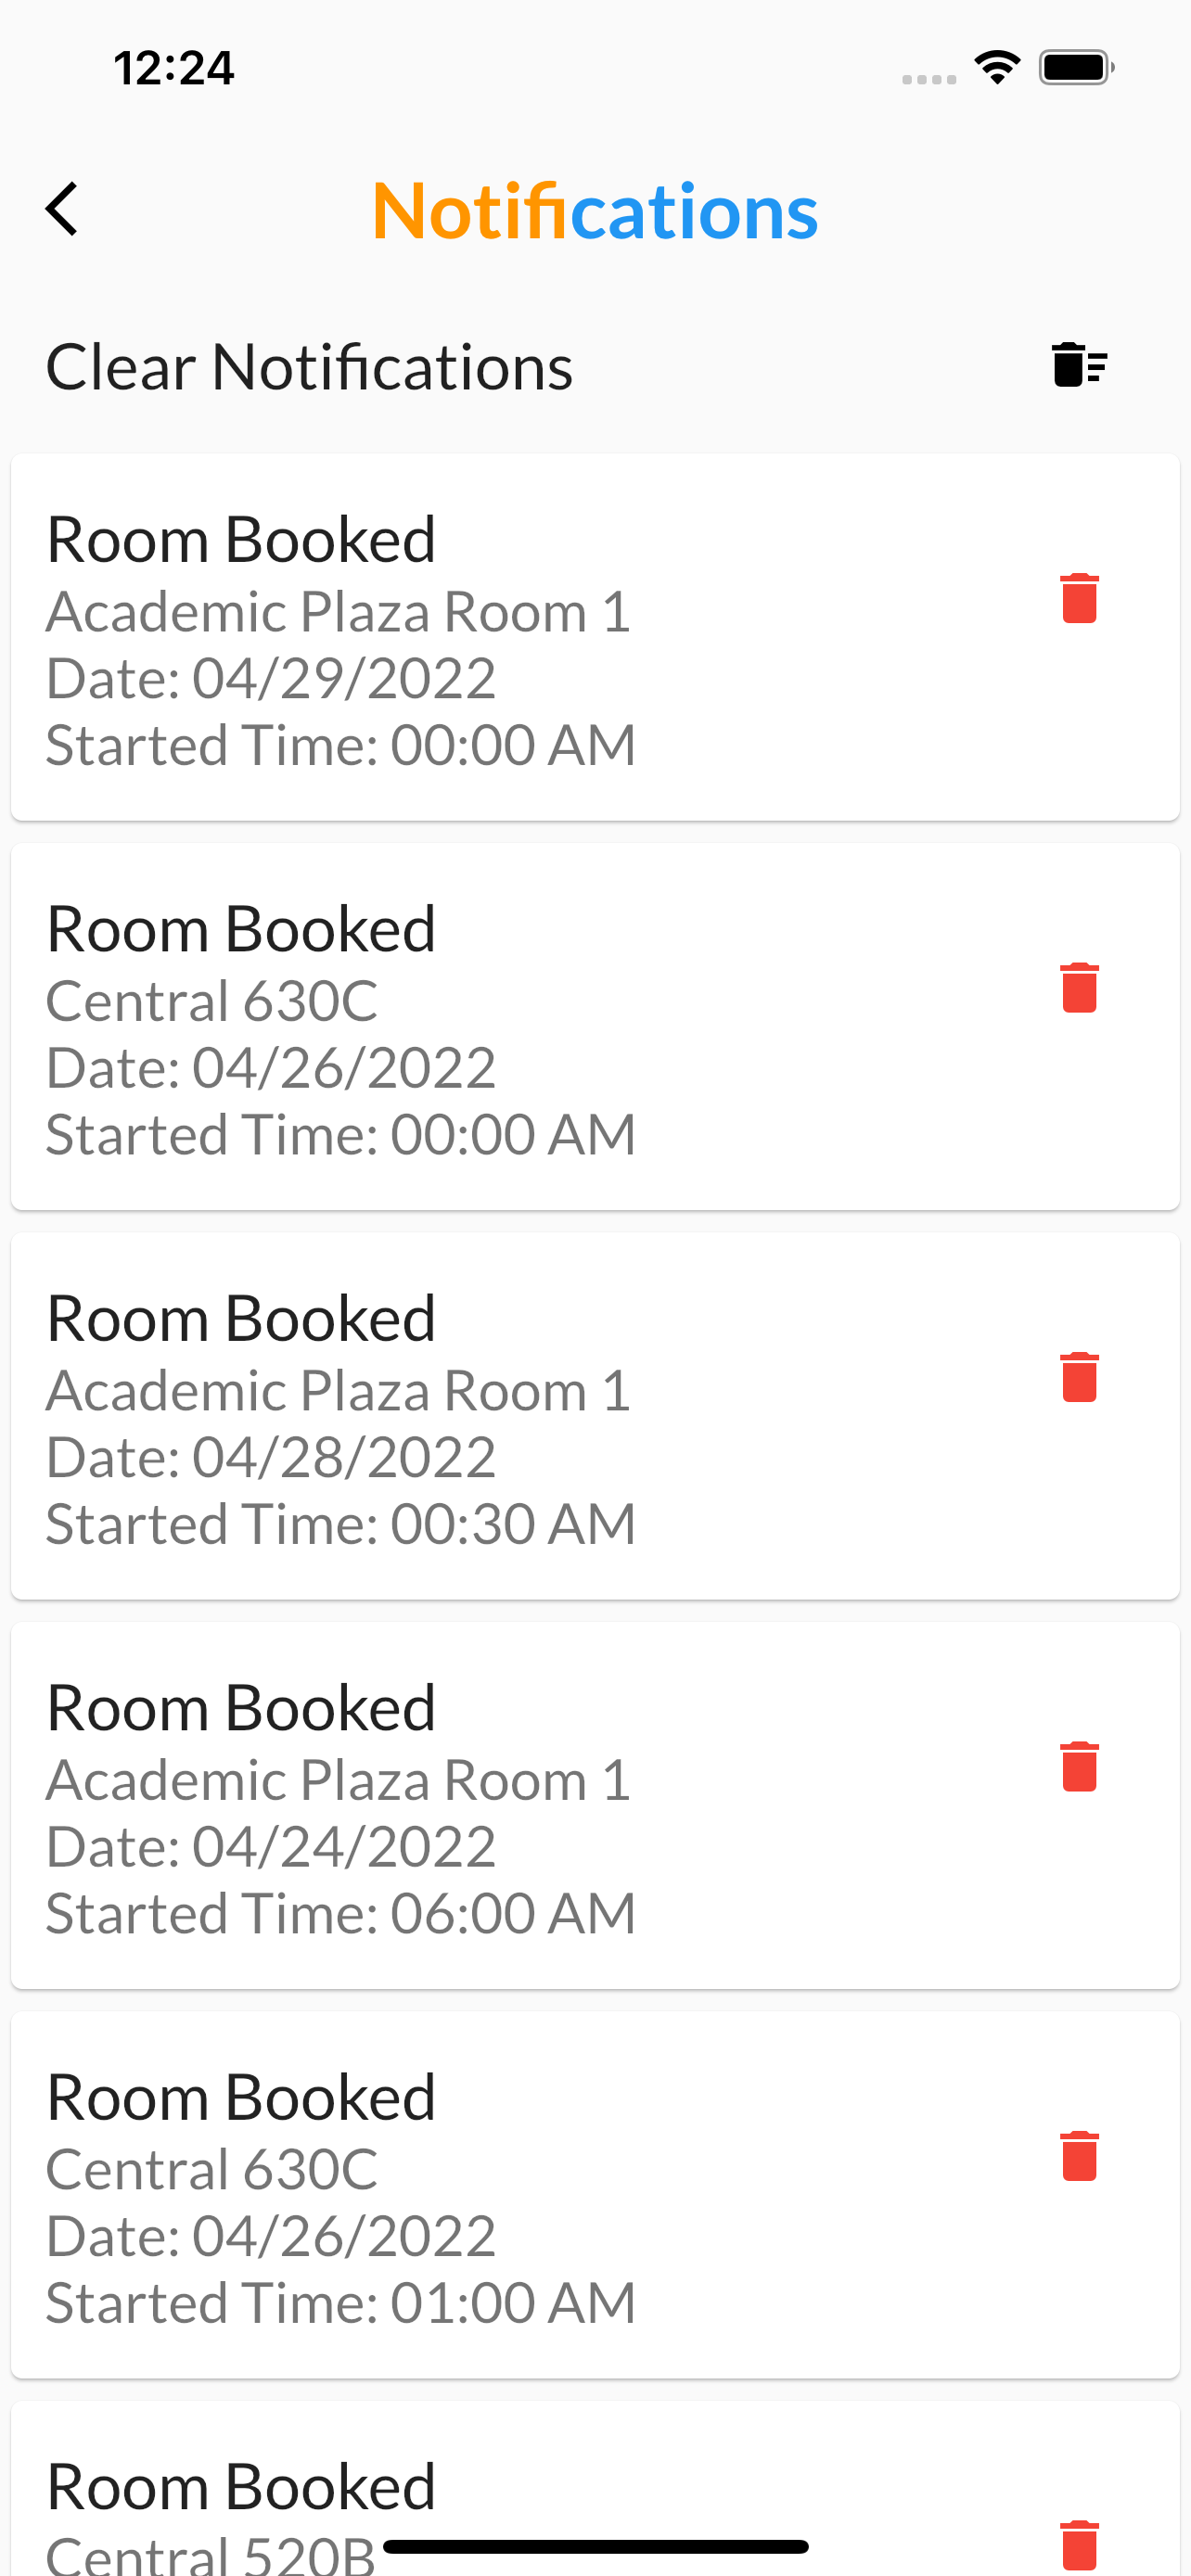 12:24
Notifications
Clear Notifications
Room Booked
Academic Plaza Room 1
Date: 04/29/2022
Started Time: 00:00 AM
Room Booked
Central 630C
Date: 04/26/2022
Started Time: 00:00 AM
Room Booked
Academic Plaza Room 1
Date: 04/28/2022
Started Time: 00:30 AM
Room Booked
Academic Plaza Room 1
Date: 04/24/2022
Started Time: 06:00 AM
Room Booked
Central 630C
Date: 04/26/2022
Started Time: 01:00 AM
Room Booked
Central 520B